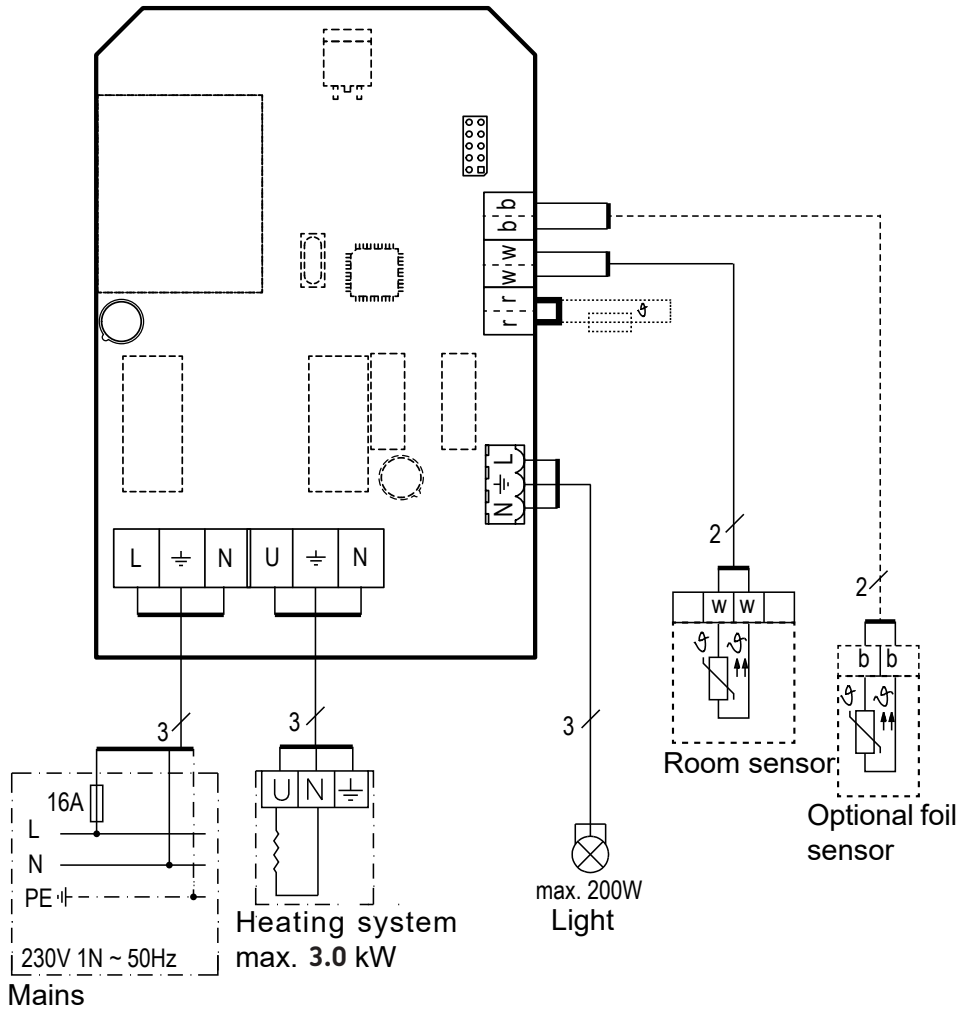 b b
w w
r r
ϑ
L
N
L N U N
2
2
w w
b b
ϑ ϑ
ϑ ϑ
3
3
3
Room sensor
16A
U N
L
N
PE
Optional foil
sensor
max. 200W
Light
Heating system
max. 3.0 kW
230V 1N ~ 50Hz
Mains